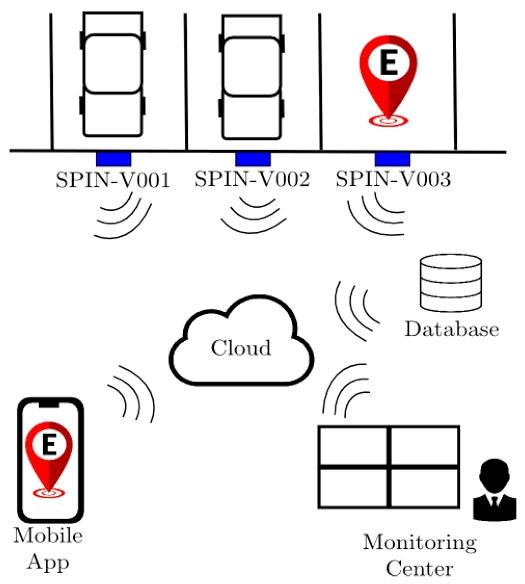 E
SPIN-V001
SPIN-V002
SPIN-V003
Database
Cloud
E
Mobile
App
Monitoring
Center